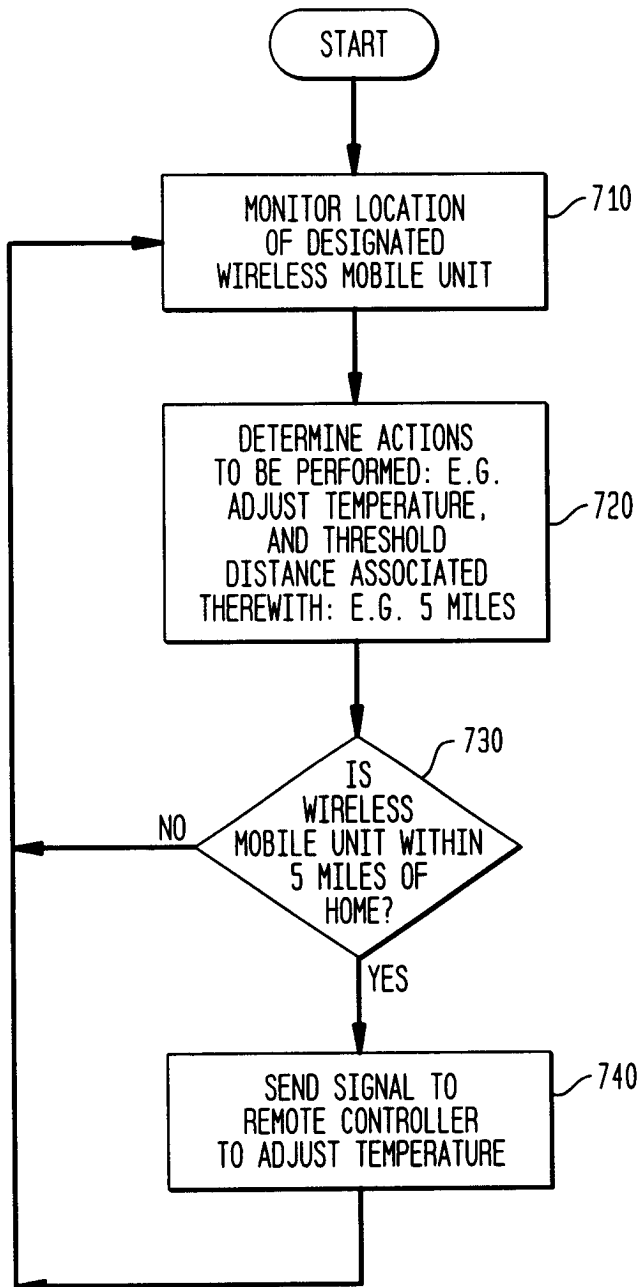 START
MONITOR LOCATION
OF DESIGNATED
WIRELESS MOBILE UNIT
710
DETERMINE ACTIONS
TO BE PERFORMED: E.G.
ADJUST TEMPERATURE,
AND THRESHOLD
DISTANCE ASSOCIATED
THEREWITH: E.G. 5 MILES
720
730
IS
WIRELESS
MOBILE UNIT WITHIN
5 MILES OF
HOME?
NO
YES
SEND SIGNAL TO
REMOTE CONTROLLER
TO ADJUST TEMPERATURE
740